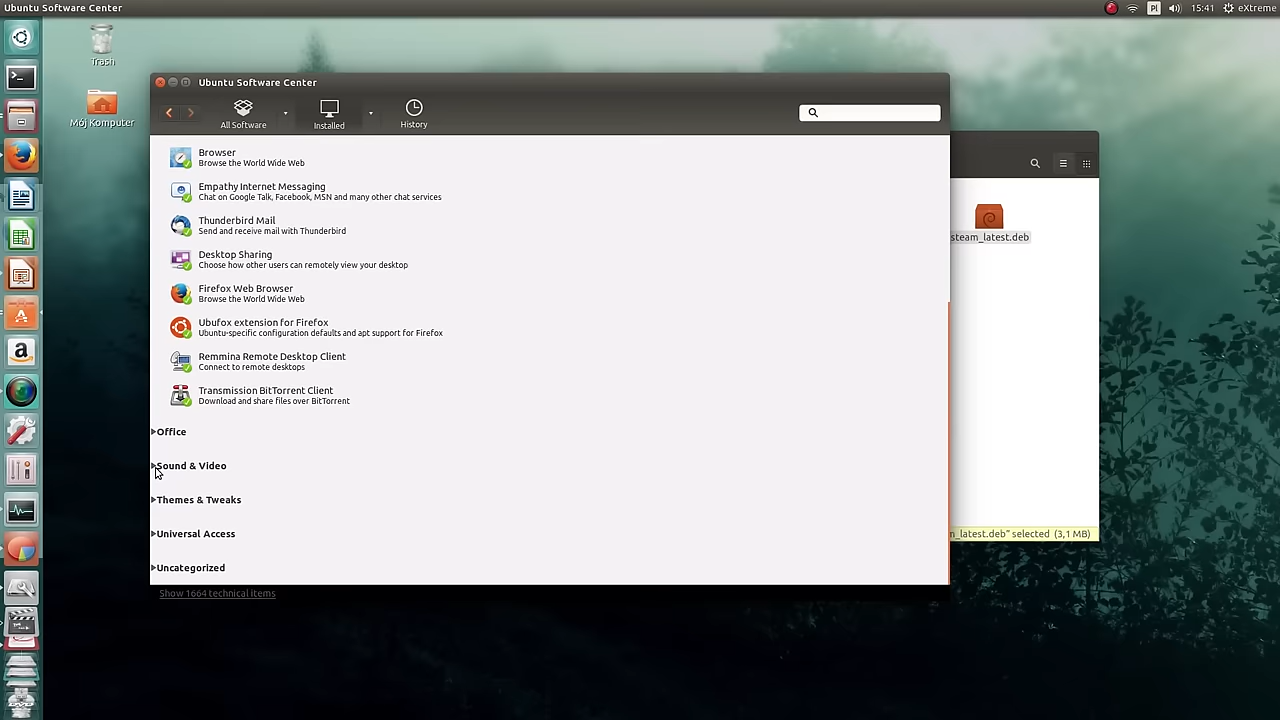 Ubuntu Software Center
Pl
15:41
eXtreme
Trash
Mój Komputer
Ubuntu Software Center
All Software
Installed
History
Browser
Browse the World Wide Web
Empathy Internet Messaging
Chat on Google Talk, Facebook, MSN and many other chat services
Thunderbird Mail
Send and receive mail with Thunderbird
Desktop Sharing
Choose how other users can remotely view your desktop
Firefox Web Browser
Browse the World Wide Web
Ubufox extension for Firefox
Ubuntu-specific configuration defaults and apt support for Firefox
Remmina Remote Desktop Client
Connect to remote desktops
Transmission BitTorrent Client
Download and share files over BitTorrent
Office
Sound & Video
Themes & Tweaks
Universal Access
Uncategorized
Show 1664 technical items
steam_latest.deb
m_latest.deb" selected (3,1 MB)